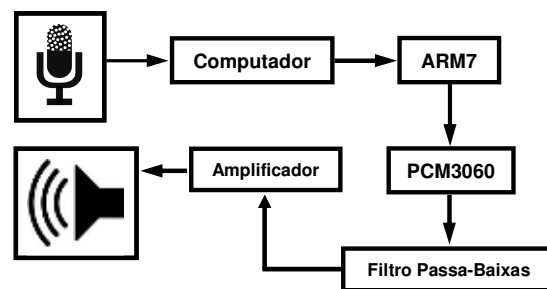 Computador
ARM7
PCM3060
Amplificador
Filtro Passa-Baixas